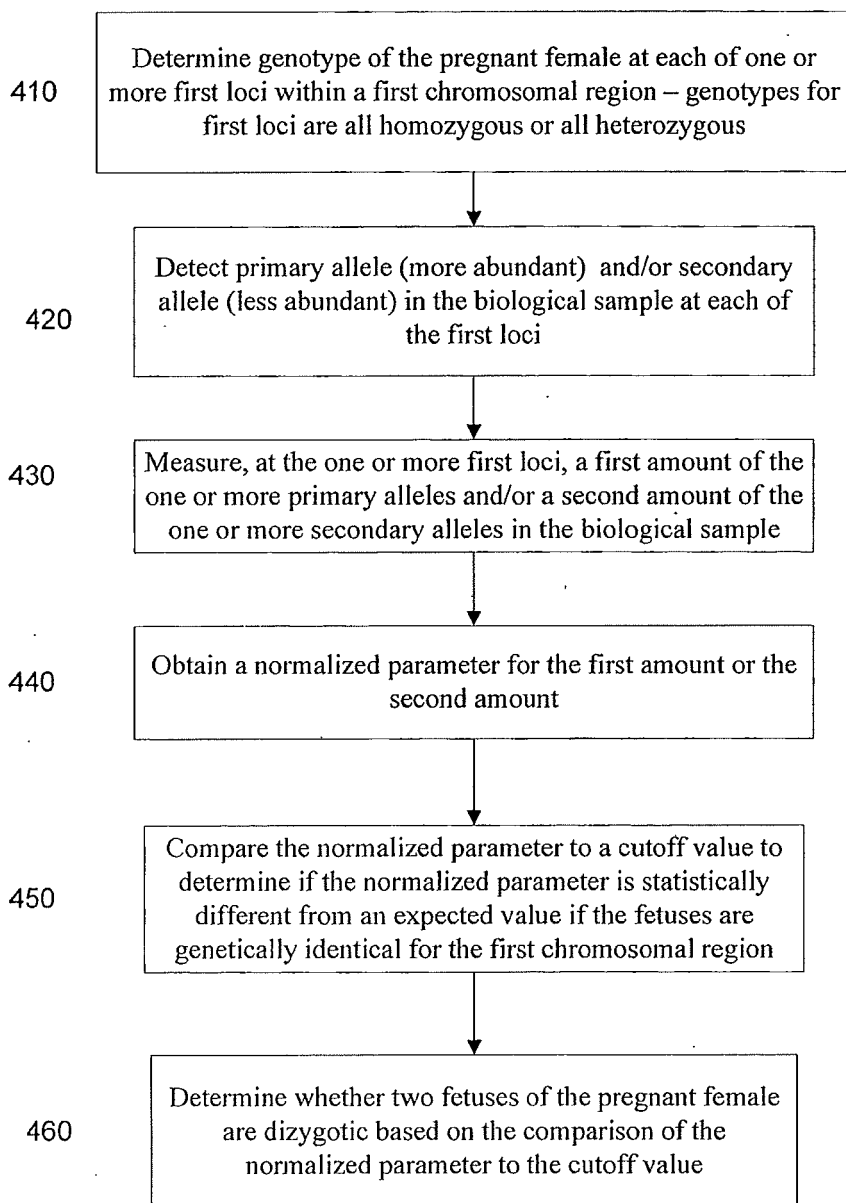 410
Determine genotype of the pregnant female at each of one or
more first loci within a first chromosomal region – genotypes for
first loci are all homozygous or all heterozygous
420
Detect primary allele (more abundant) and/or secondary
allele (less abundant) in the biological sample at each of
the first loci
430
Measure, at the one or more first loci, a first amount of the
one or more primary alleles and/or a second amount of the
one or more secondary alleles in the biological sample
440
Obtain a normalized parameter for the first amount or the
second amount
450
Compare the normalized parameter to a cutoff value to
determine if the normalized parameter is statistically
different from an expected value if the fetuses are
genetically identical for the first chromosomal region
460
Determine whether two fetuses of the pregnant female
are dizygotic based on the comparison of the
normalized parameter to the cutoff value